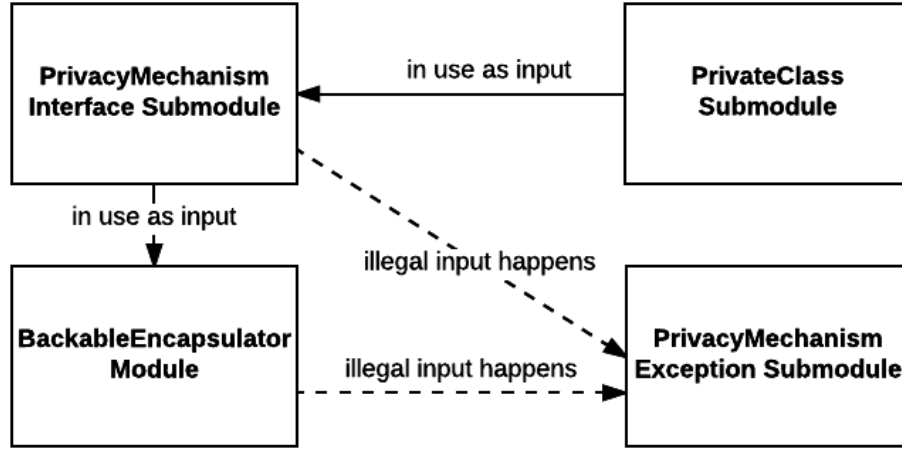 PrivacyMechanism
Interface Submodule
in use as input
PrivateClass
Submodule
in use as input
illegal input happens
BackableEncapsulator
Module
illegal input happens
PrivacyMechanism
Exception Submodule